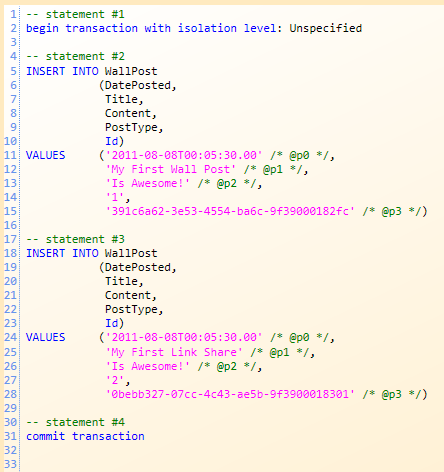 1 -- statement #1
2 begin transaction with isolation level: Unspecified
3
4 -- statement #2
5 INSERT INTO WallPost
6 (DatePosted,
7 Title,
8 Content,
9 PostType,
10 Id)
11 VALUES ('2011-08-08T00:05:30.00' /* @p0 */,
12 'My First Wall Post' /* @p1 */,
13 'Is Awesome!' /* @p2 */,
14 '1',
15 '391c6a62-3e53-4554-ba6c-9f39000182fc' /* @p3 */)
16
17 -- statement #3
18 INSERT INTO WallPost
19 (DatePosted,
20 Title,
21 Content,
22 PostType,
23 Id)
24 VALUES ('2011-08-08T00:05:30.00' /* @p0 */,
25 'My First Link Share' /* @p1 */,
26 'Is Awesome!' /* @p2 */,
27 '2',
28 '0bebb327-07cc-4c43-ae5b-9f3900018301' /* @p3 */)
29
30 -- statement #4
31 commit transaction
32
33